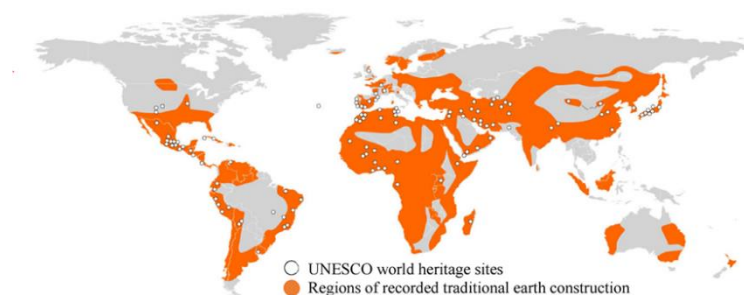 UNESCO world heritage sites
Regions of recorded traditional earth construction